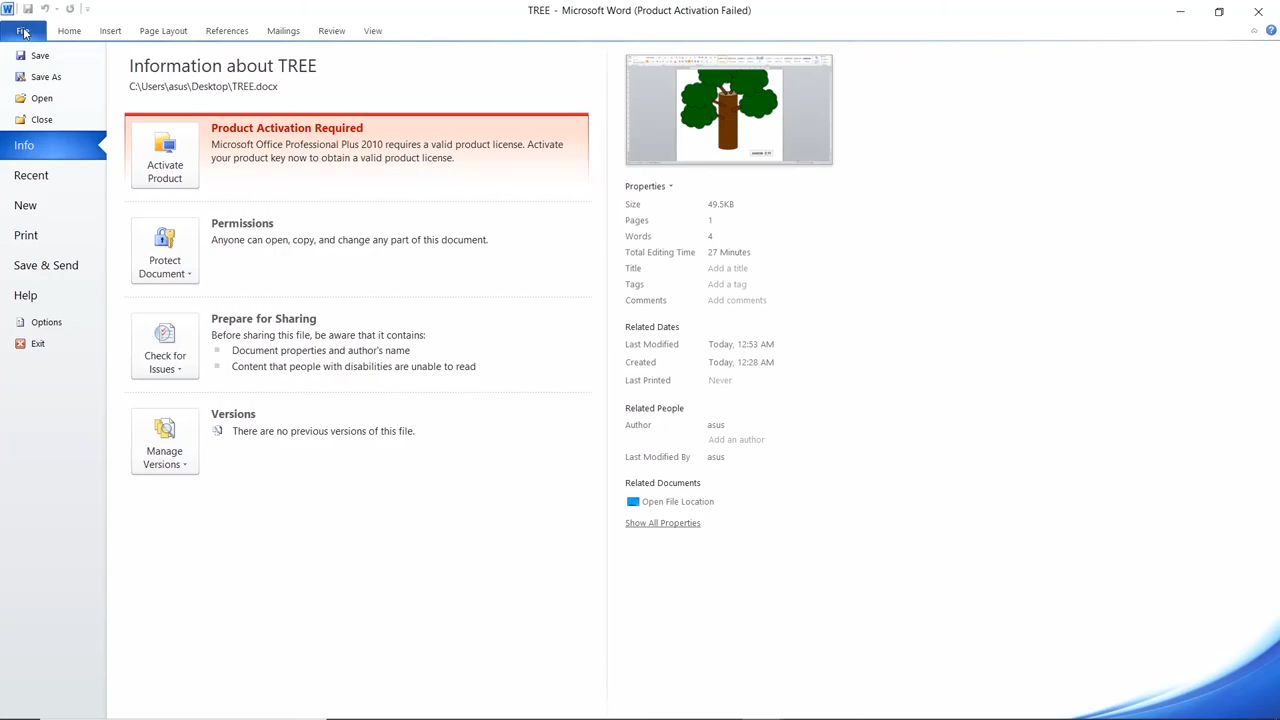 TREE - Microsoft Word (Product Activation Failed)
Home Insert Page Layout References Mailings Review View
Save
Save As
Open
Close
Info
Recent
New
Print
Save & Send
Help
Options
Exit
Information about TREE
C:\Users\asus\Desktop\TREE.docx
Activate
Product
Product Activation Required
Microsoft Office Professional Plus 2010 requires a valid product license. Activate
your product key now to obtain a valid product license.
Protect
Document
Permissions
Anyone can open, copy, and change any part of this document.
Check for
Issues
Prepare for Sharing
Before sharing this file, be aware that it contains:
Document properties and author's name
Content that people with disabilities are unable to read
Manage
Versions
Versions
There are no previous versions of this file.
Properties
Size 49.5KB
Pages 1
Words 4
Total Editing Time 27 Minutes
Title Add a title
Tags Add a tag
Comments Add comments
Related Dates
Last Modified Today, 12:53 AM
Created Today, 12:28 AM
Last Printed Never
Related People
Author asus
Add an author
Last Modified By asus
Related Documents
Open File Location
Show All Properties